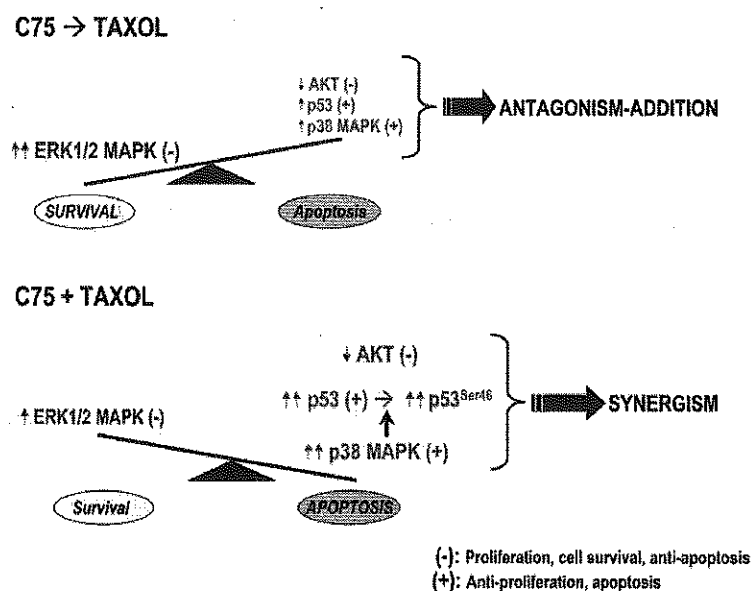 C75 → TAXOL
↓ AKT (-)
↑ p53 (+)
↑ p38 MAPK (+)
ANTAGONISM-ADDITION
↑↑ ERK1/2 MAPK (-)
SURVIVAL
Apoptosis
C75 + TAXOL
↓ AKT (-)
↑↑ p53 (+) → ↑↑ p53Ser46
SYNERGISM
↑ ERK1/2 MAPK (-)
↑↑ p38 MAPK (+)
Survival
APOPTOSIS
(-): Proliferation, cell survival, anti-apoptosis
(+): Anti-proliferation, apoptosis